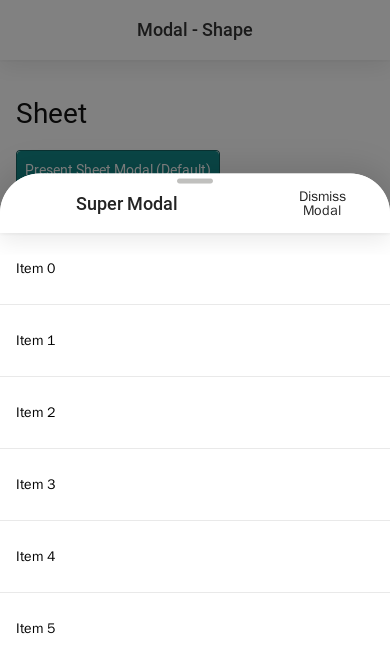 Modal - Shape
Sheet
Present Sheet Modal (Default)
Super Modal
Dismiss
Modal
Item 0
Item 1
Item 2
Item 3
Item 4
Item 5